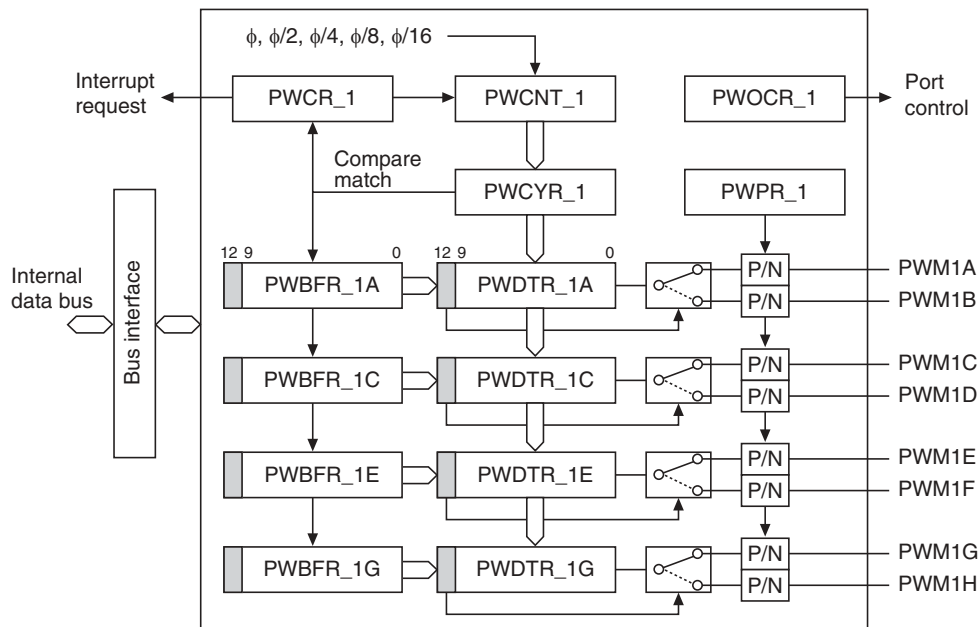 ϕ, ϕ/2, ϕ/4, ϕ/8, ϕ/16
Interrupt
request
PWCR_1
PWCNT_1
PWOCR_1
Port
control
Compare
match
PWCYR_1
PWPR_1
Internal
data bus
Bus interface
12 9 0
12 9 0
PWBFR_1A
PWDTR_1A
P/N
PWM1A
P/N
PWM1B
PWBFR_1C
PWDTR_1C
P/N
PWM1C
P/N
PWM1D
PWBFR_1E
PWDTR_1E
P/N
PWM1E
P/N
PWM1F
PWBFR_1G
PWDTR_1G
P/N
PWM1G
P/N
PWM1H